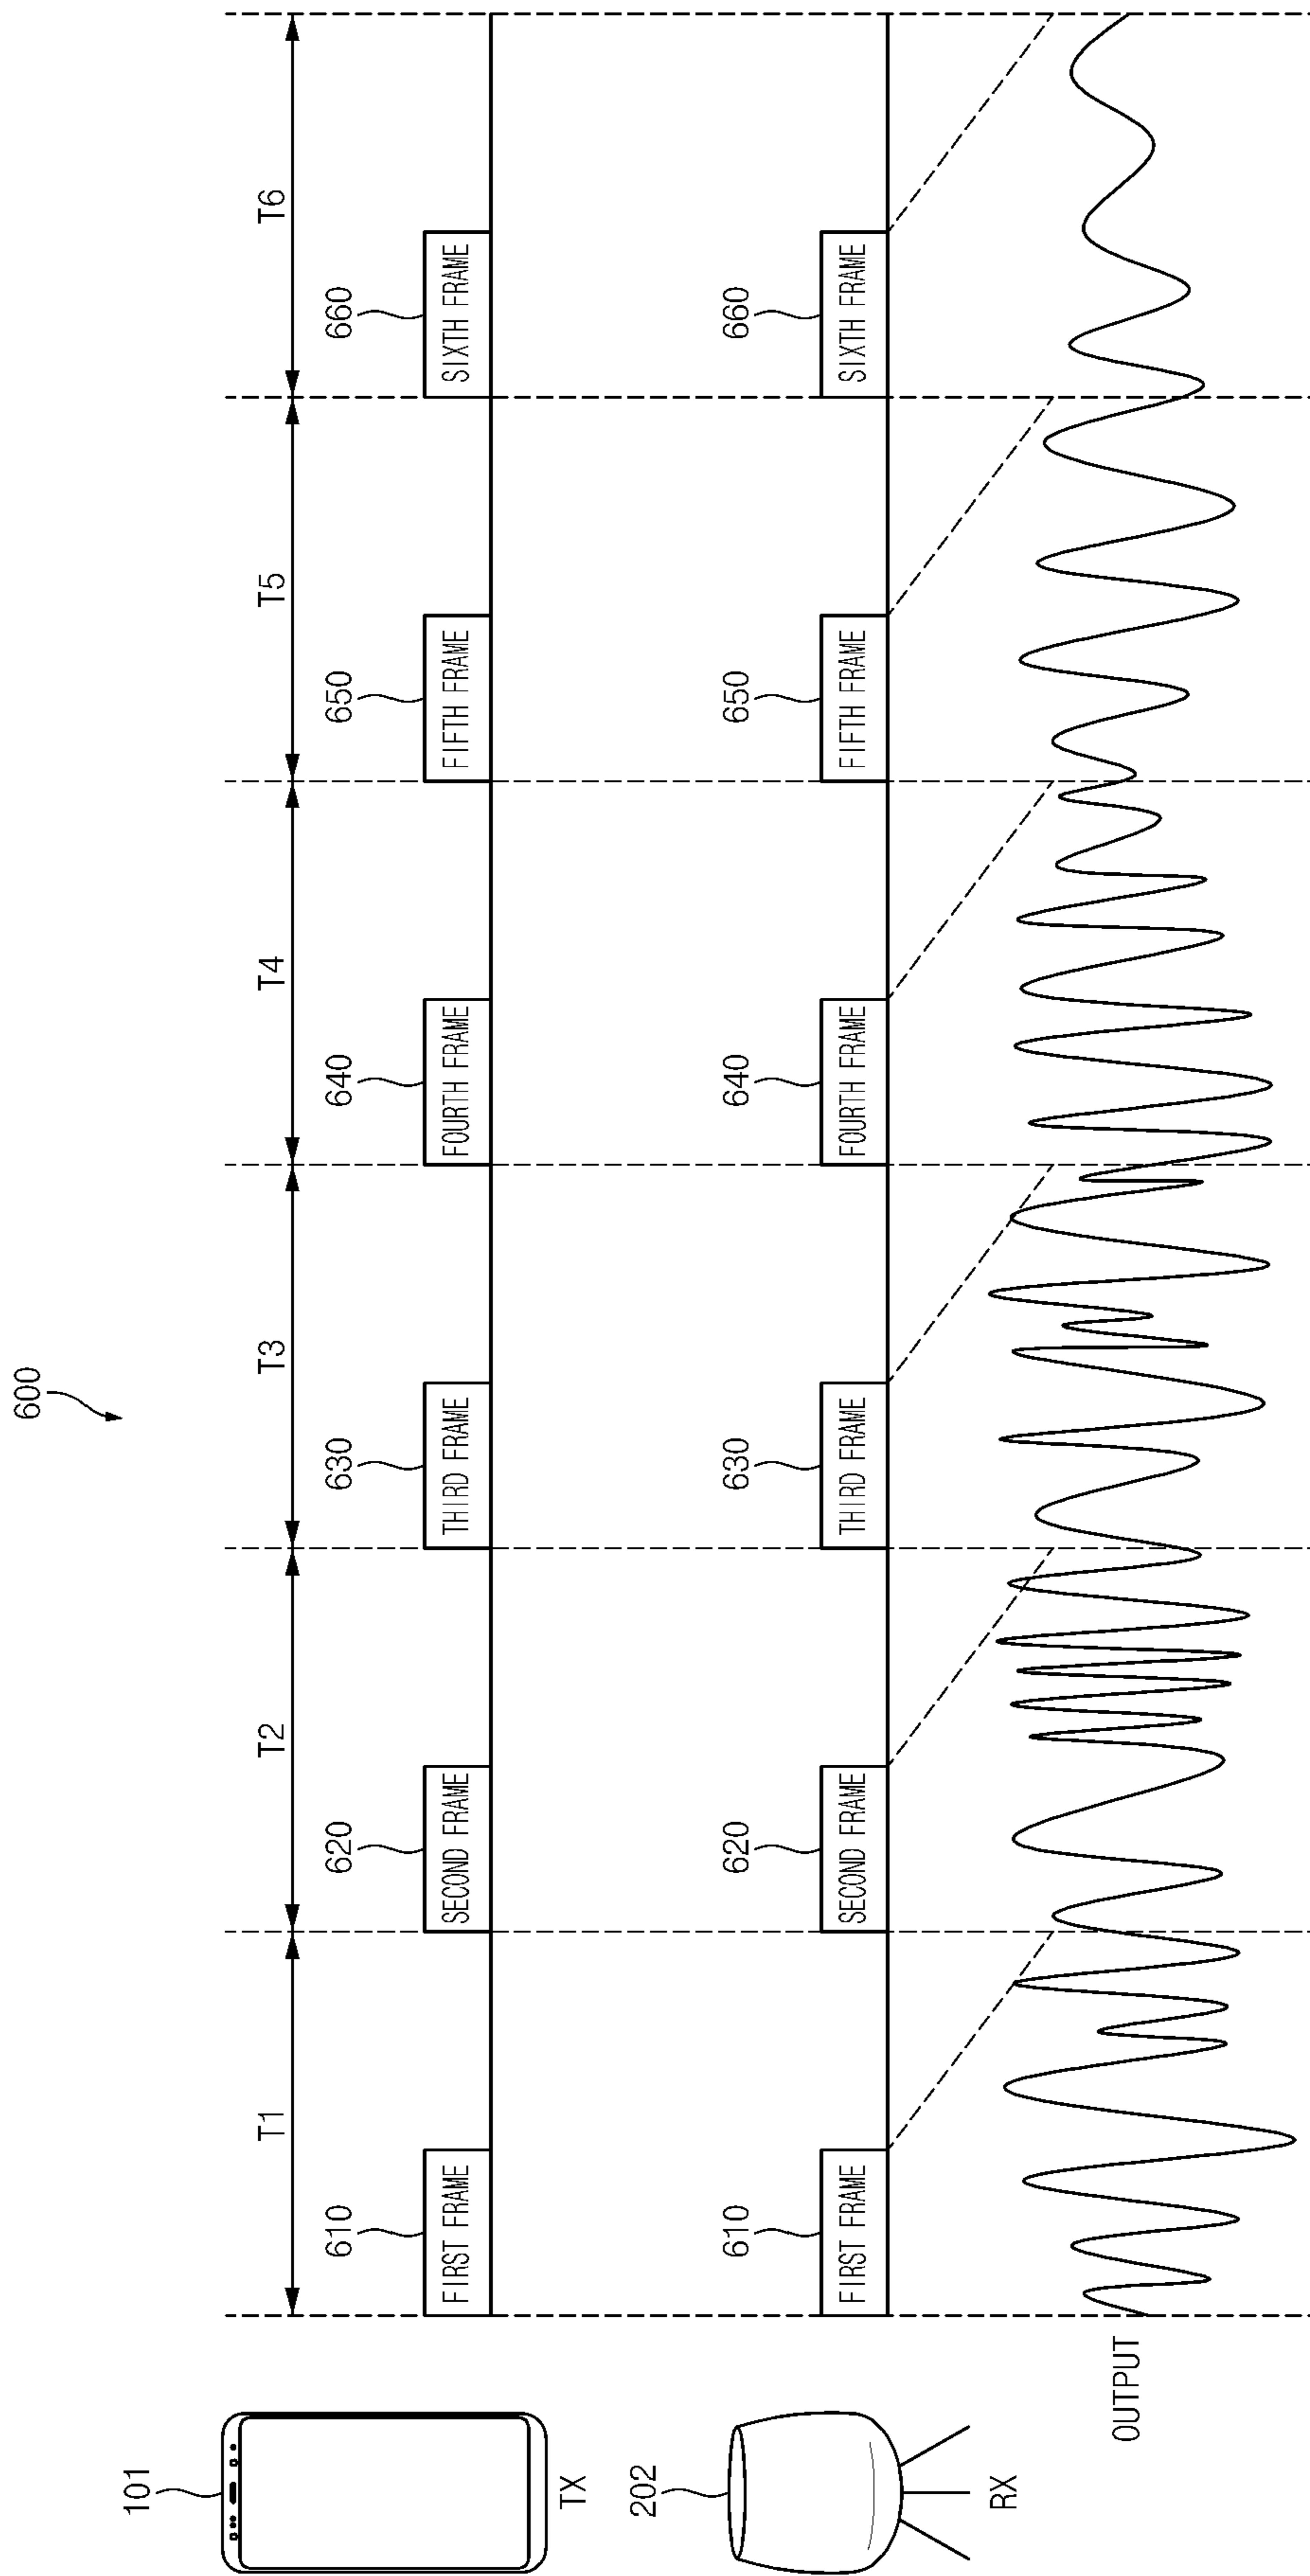 600
T1
T2
T3
T4
T5
T6
101
TX
610
620
630
640
650
660
FIRST FRAME
SECOND FRAME
THIRD FRAME
FOURTH FRAME
FIFTH FRAME
SIXTH FRAME
202
RX
610
620
630
640
650
660
FIRST FRAME
SECOND FRAME
THIRD FRAME
FOURTH FRAME
FIFTH FRAME
SIXTH FRAME
OUTPUT